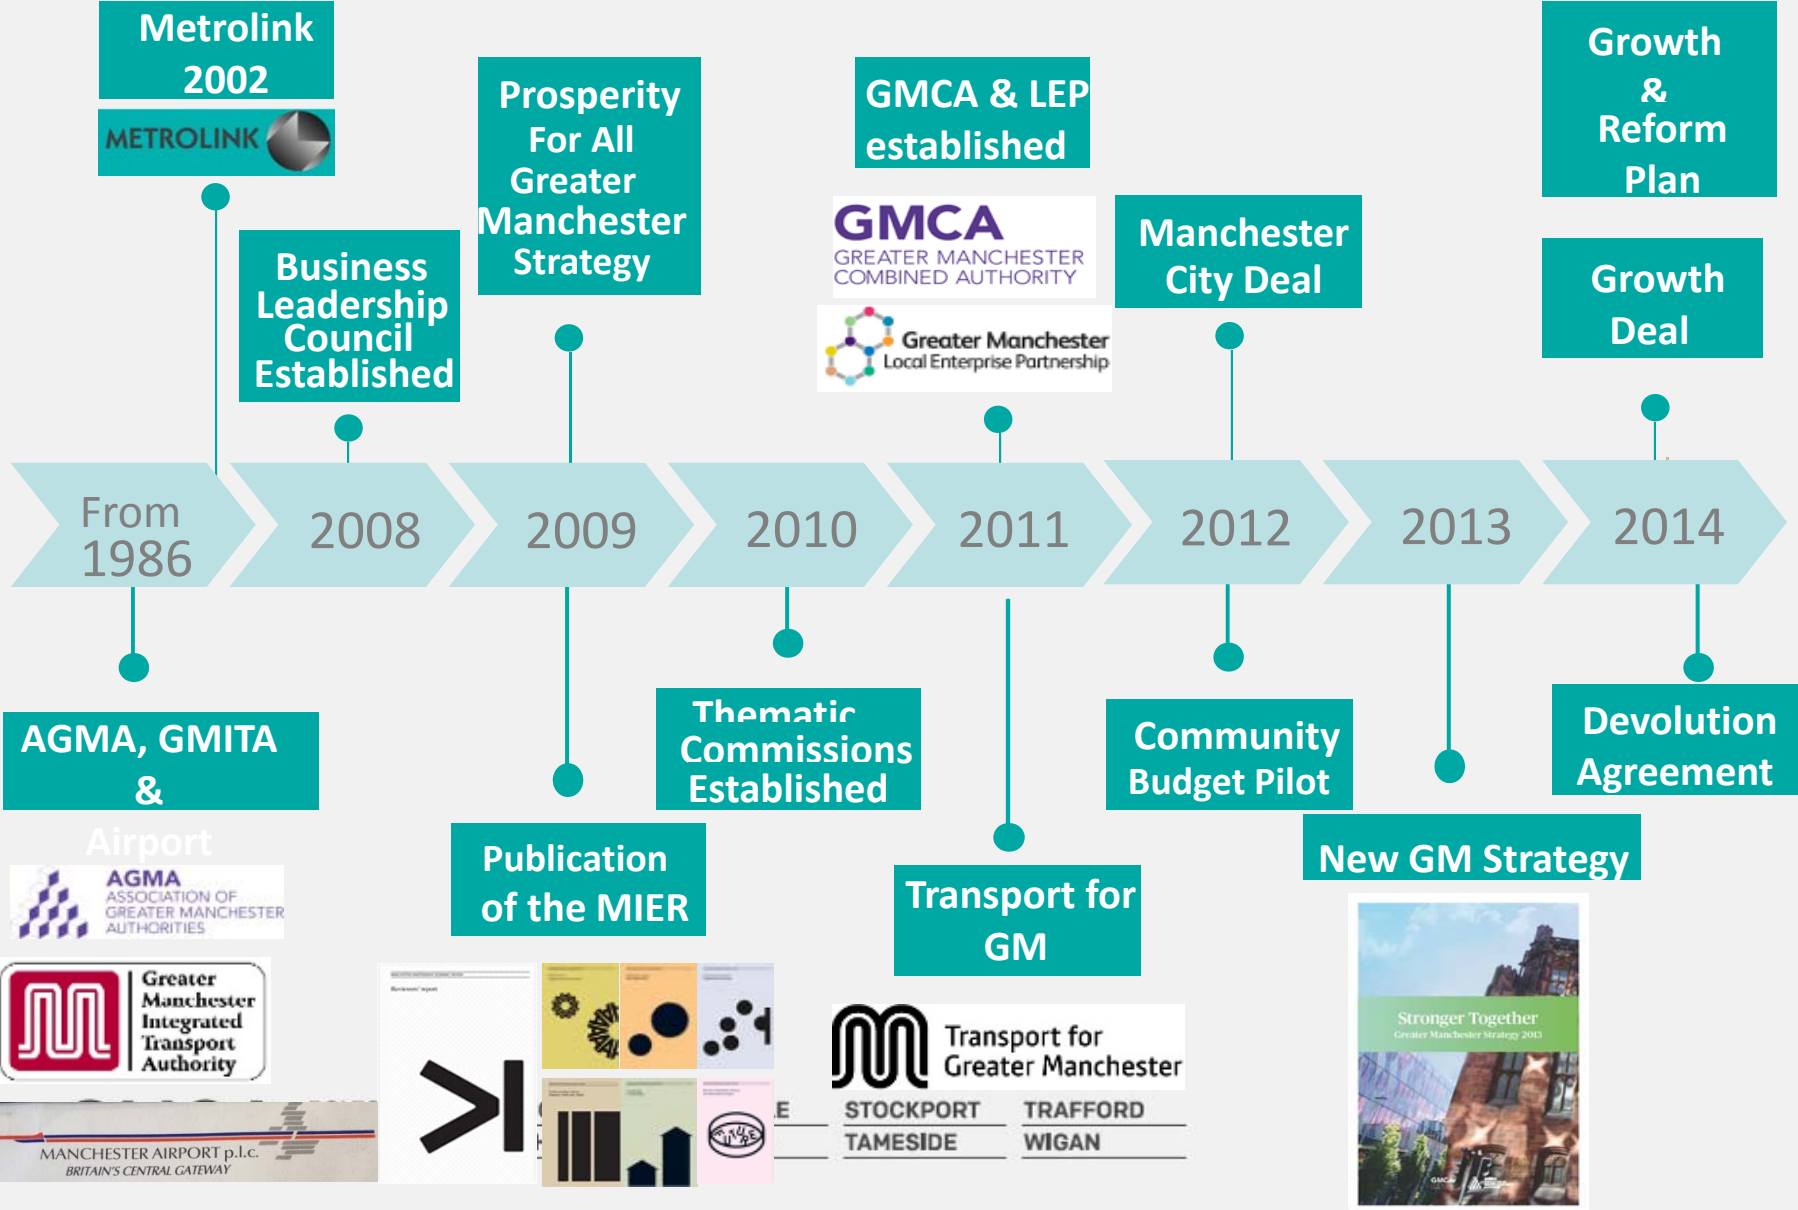 Metrolink
2002
METROLINK
Business
Leadership
Council
Established
Prosperity
For All
Greater
Manchester
Strategy
GMCA & LEP
established
GMCA
GREATER MANCHESTER
COMBINED AUTHORITY
Greater Manchester
Local Enterprise Partnership
Manchester
City Deal
Growth
&
Reform
Plan
Growth
Deal
From
1986
2008
2009
2010
2011
2012
2013
2014
AGMA, GMITA
&
Airport
AGMA
ASSOCIATION OF
GREATER MANCHESTER
AUTHORITIES
Greater
Manchester
Integrated
Transport
Authority
MANCHESTER AIRPORT p.l.c.
BRITAIN'S CENTRAL GATEWAY
Publication
of the MIER
Reviewers' report
FUTURE
Thematic
Commissions
Established
Transport for
GM
Transport for
Greater Manchester
STOCKPORT
TRAFFORD
TAMESIDE
WIGAN
Community
Budget Pilot
New GM Strategy
Stronger Together
Greater Manchester Strategy 2013
Devolution
Agreement